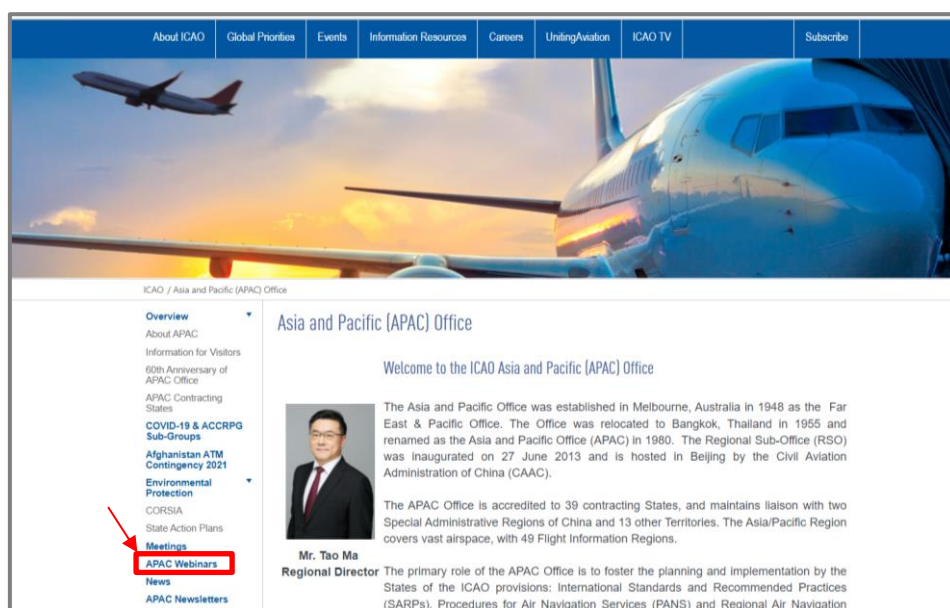 About ICAO Global Priorities Events Information Resources Careers UnitingAviation ICAO TV Subscribe
ICAO / Asia and Pacific (APAC) Office
Overview
About APAC
Information for Visitors
60th Anniversary of
APAC Office
APAC Contracting
States
COVID-19 & ACCRPG
Sub-Groups
Afghanistan ATM
Contingency 2021
Environmental
Protection
CORSIA
State Action Plans
Meetings
APAC Webinars
News
APAC Newsletters
Asia and Pacific (APAC) Office
Welcome to the ICAO Asia and Pacific (APAC) Office
Mr. Tao Ma
Regional Director
The Asia and Pacific Office was established in Melbourne, Australia in 1948 as the Far
East & Pacific Office. The Office was relocated to Bangkok, Thailand in 1955 and
renamed as the Asia and Pacific Office (APAC) in 1980. The Regional Sub-Office (RSO)
was inaugurated on 27 June 2013 and is hosted in Beijing by the Civil Aviation
Administration of China (CAAC).
The APAC Office is accredited to 39 contracting States, and maintains liaison with two
Special Administrative Regions of China and 13 other Territories. The Asia/Pacific Region
covers vast airspace, with 49 Flight Information Regions.
The primary role of the APAC Office is to foster the planning and implementation by the
States of the ICAO provisions: International Standards and Recommended Practices
(SARPs), Procedures for Air Navigation Services (PANS) and Regional Air Navigation